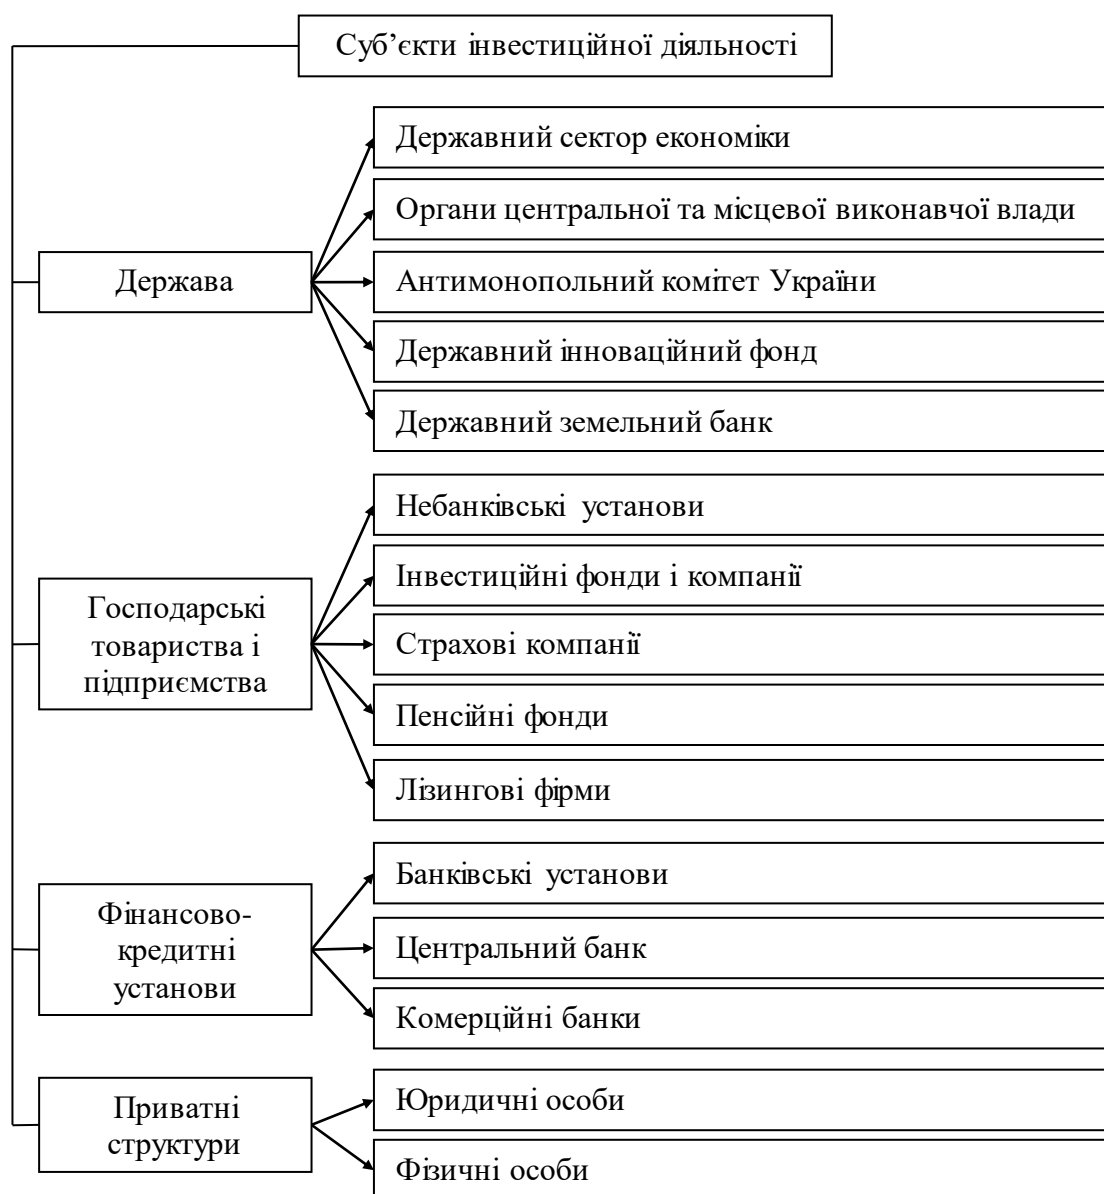 Суб’єкти інвестиційної діяльності
Держава
Державний сектор економіки
Органи центральної та місцевої виконавчої влади
Антимонопольний комітет України
Державний інноваційний фонд
Державний земельний банк
Господарські
товариства і
підприємства
Небанківські установи
Інвестиційні фонди і компанії
Страхові компанії
Пенсійні фонди
Лізингові фірми
Фінансово-
кредитні
установи
Банківські установи
Центральний банк
Комерційні банки
Приватні
структури
Юридичні особи
Фізичні особи